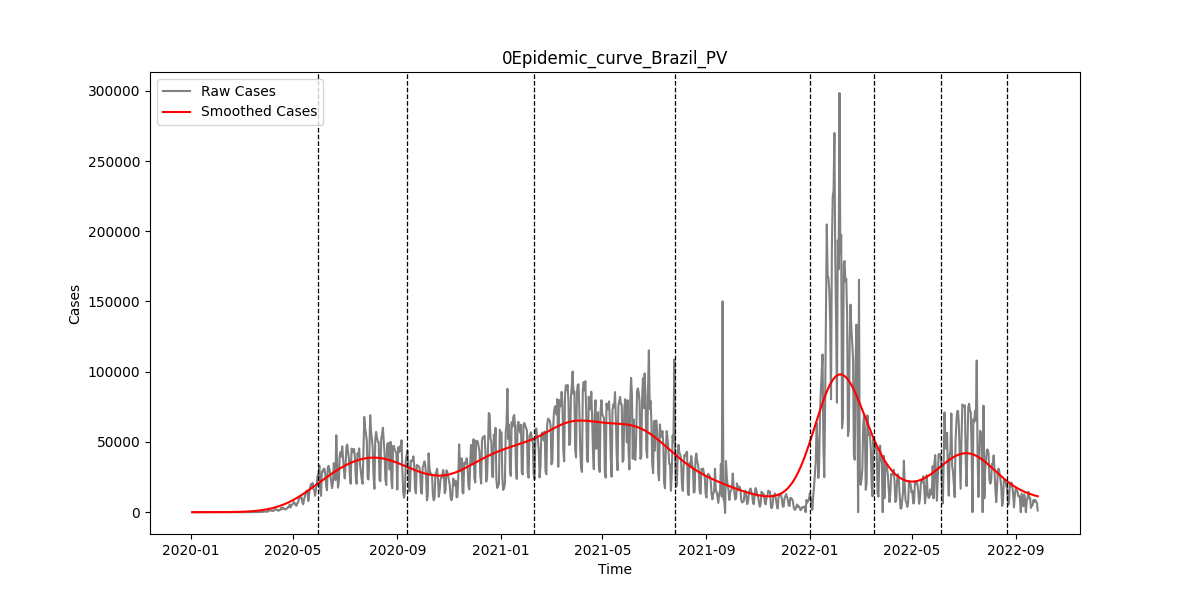 0Epidemic_curve_Brazil_PV
Raw Cases
Smoothed Cases
300000
250000
200000
150000
100000
50000
0
Cases
2020-01 2020-05 2020-09 2021-01 2021-05 2021-09 2022-01 2022-05 2022-09
Time